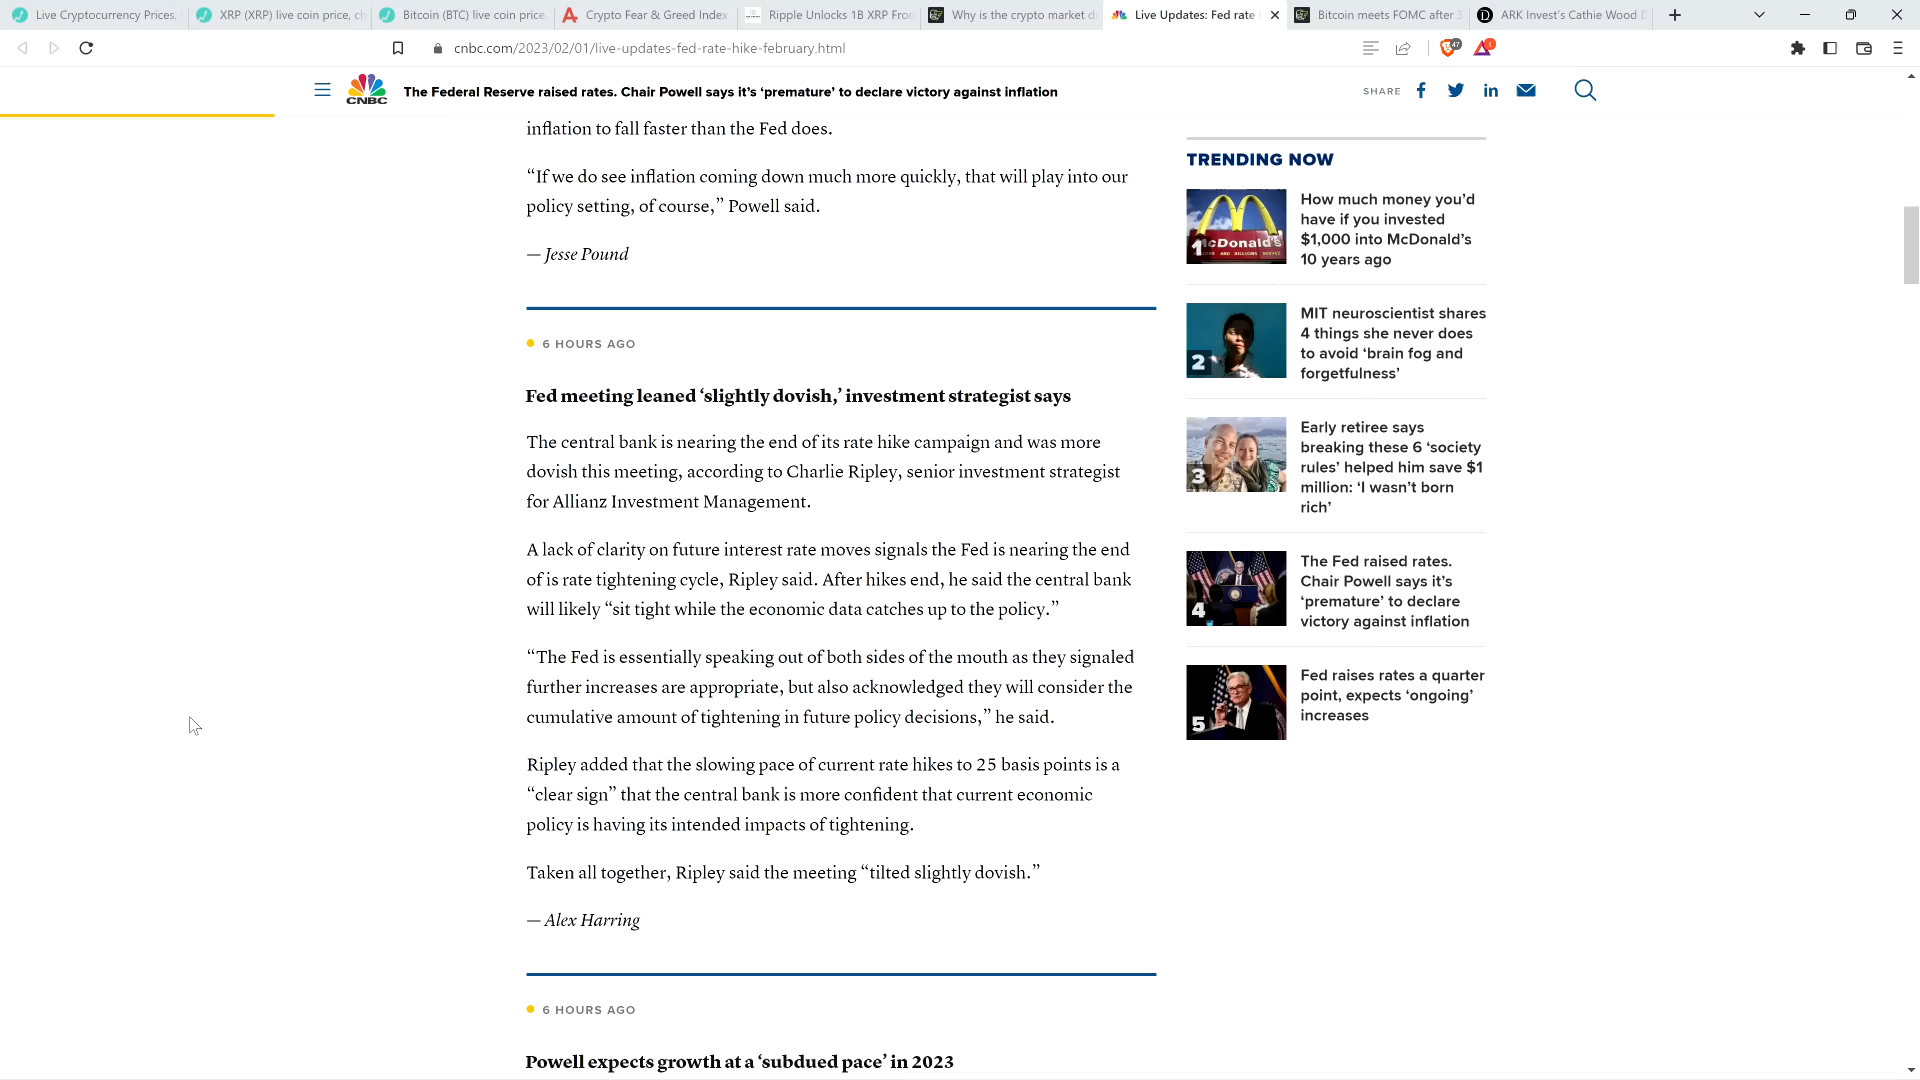 Live Cryptocurrency Prices,
XRP (XRP) live coin price, ch
Bitcoin (BTC) live coin price,
Crypto Fear & Greed Index
Ripple Unlocks 1B XRP From
Why is the crypto market d
Live Updates: Fed rate
Bitcoin meets FOMC after 3
ARK Invest's Cathie Wood D
cnbc.com/2023/02/01/live-updates-fed-rate-hike-february.html
47
1
CNBC
The Federal Reserve raised rates. Chair Powell says it’s ‘premature’ to declare victory against inflation
SHARE
inflation to fall faster than the Fed does.
“If we do see inflation coming down much more quickly, that will play into our
policy setting, of course,” Powell said.
— Jesse Pound
6 HOURS AGO
Fed meeting leaned ‘slightly dovish,’ investment strategist says
The central bank is nearing the end of its rate hike campaign and was more
dovish this meeting, according to Charlie Ripley, senior investment strategist
for Allianz Investment Management.
A lack of clarity on future interest rate moves signals the Fed is nearing the end
of is rate tightening cycle, Ripley said. After hikes end, he said the central bank
will likely “sit tight while the economic data catches up to the policy.”
“The Fed is essentially speaking out of both sides of the mouth as they signaled
further increases are appropriate, but also acknowledged they will consider the
cumulative amount of tightening in future policy decisions,” he said.
Ripley added that the slowing pace of current rate hikes to 25 basis points is a
“clear sign” that the central bank is more confident that current economic
policy is having its intended impacts of tightening.
Taken all together, Ripley said the meeting “tilted slightly dovish.”
— Alex Harring
6 HOURS AGO
Powell expects growth at a ‘subdued pace’ in 2023
TRENDING NOW
McDonald's
1
How much money you’d
have if you invested
$1,000 into McDonald’s
10 years ago
2
MIT neuroscientist shares
4 things she never does
to avoid ‘brain fog and
forgetfulness’
3
Early retiree says
breaking these 6 ‘society
rules’ helped him save $1
million: ‘I wasn’t born
rich’
4
The Fed raised rates.
Chair Powell says it’s
‘premature’ to declare
victory against inflation
5
Fed raises rates a quarter
point, expects ‘ongoing’
increases